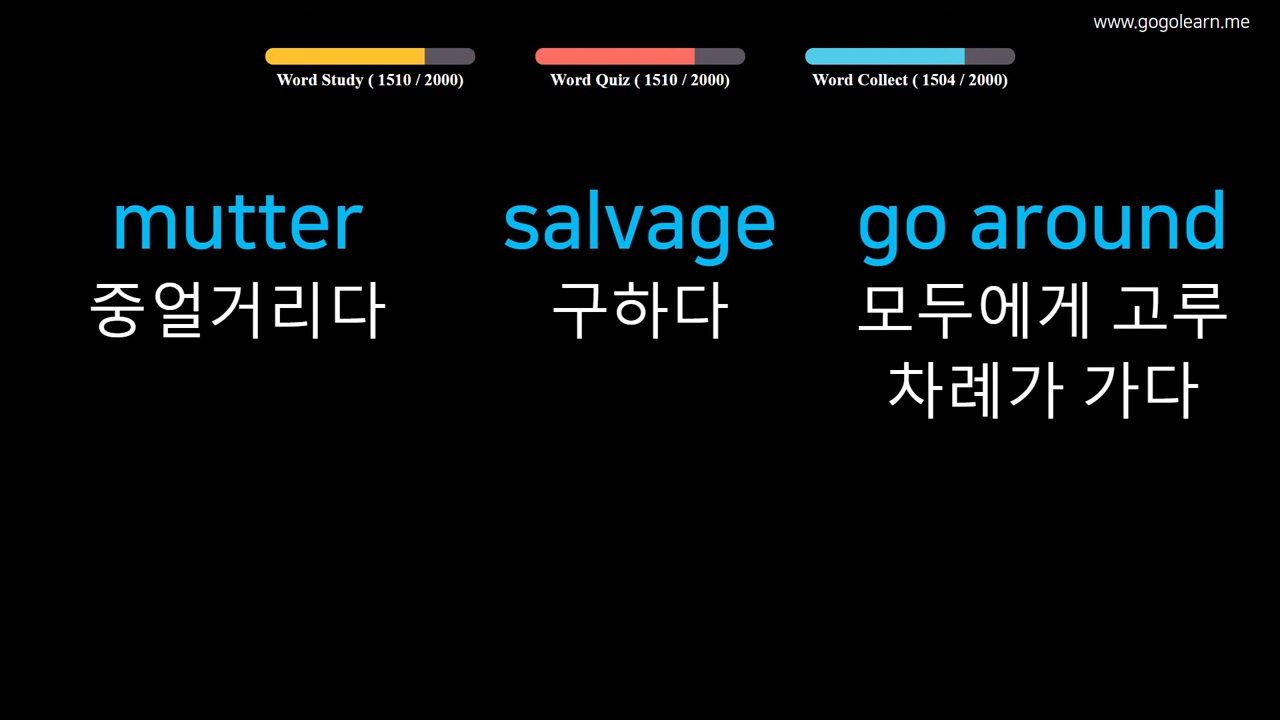 www.gogolearn.me
Word Study ( 1510 / 2000)
Word Quiz ( 1510 / 2000)
Word Collect ( 1504 / 2000)
mutter
중얼거리다
salvage
구하다
go around
모두에게 고루
차례가 가다